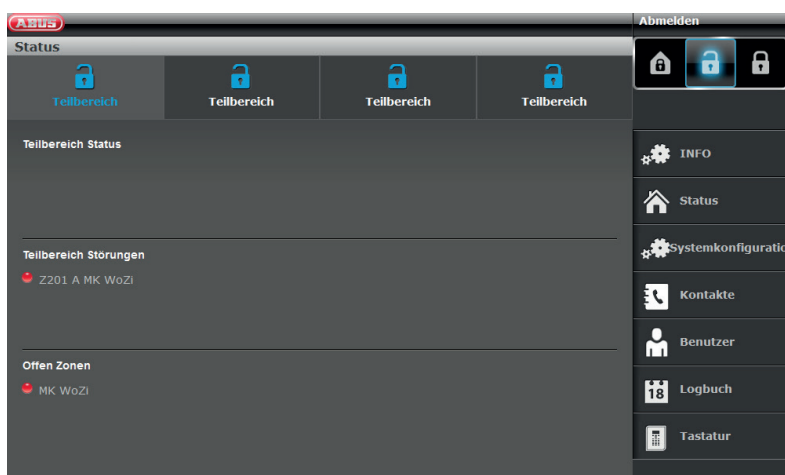 ABUS
Abmelden
Status
Teilbereich
Teilbereich
Teilbereich
Teilbereich
Teilbereich Status
Teilbereich Störungen
Z201 A MK WoZi
Offen Zonen
MK WoZi
INFO
Status
Systemkonfiguratio
Kontakte
Benutzer
18
Logbuch
Tastatur